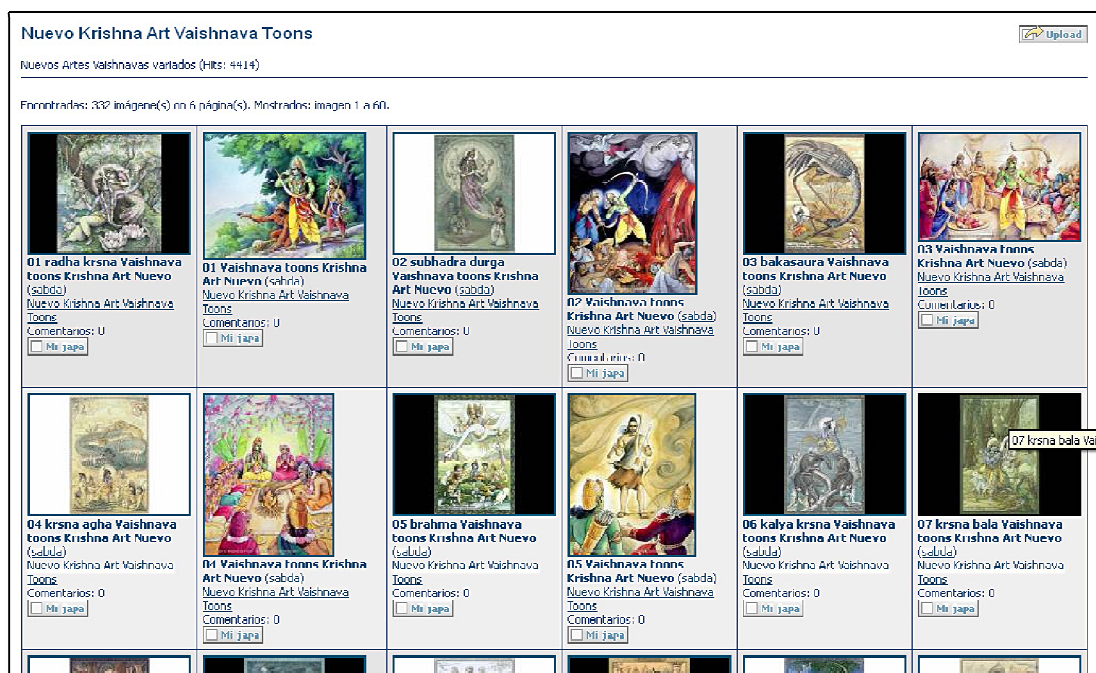 Nuevo Krishna Art Vaishnava Toons
Upload
Nuevos Artes Vaishnavas variados (Hits: 4414)
Encontradas: 332 imágene(s) on 6 página(s). Mostrados: imagen 1 a 60.
01 radha krsna Vaishnava
toons Krishna Art Nuevo
(sabda)
Nuevo Krishna Art Vaishnava
Toons
Comentarios: 0
Mi japa
01 Vaishnava toons Krishna
Art Nuevo (sabda)
Nuevo Krishna Art Vaishnava
Toons
Comentarios: 0
Mi japa
02 subhadra durga
Vaishnava toons Krishna
Art Nuevo (sabda)
Nuevo Krishna Art Vaishnava
Toons
Comentarios: 0
Mi japa
02 Vaishnava toons
Krishna Art Nuevo (sabda)
Nuevo Krishna Art Vaishnava
Toons
Comentarios: 0
Mi japa
03 bakasaura Vaishnava
toons Krishna Art Nuevo
(sabda)
Nuevo Krishna Art Vaishnava
Toons
Comentarios: 0
Mi japa
03 Vaishnava toons
Krishna Art Nuevo (sabda)
Nuevo Krishna Art Vaishnava
Toons
Comentarios: 0
Mi japa
04 krsna agha Vaishnava
toons Krishna Art Nuevo
(sabda)
Nuevo Krishna Art Vaishnava
Toons
Comentarios: 0
Mi japa
04 Vaishnava toons Krishna
Art Nuevo (sabda)
Nuevo Krishna Art Vaishnava
Toons
Comentarios: 0
Mi japa
05 brahma Vaishnava
toons Krishna Art Nuevo
(sabda)
Nuevo Krishna Art Vaishnava
Toons
Comentarios: 0
Mi japa
05 Vaishnava toons
Krishna Art Nuevo (sabda)
Nuevo Krishna Art Vaishnava
Toons
Comentarios: 0
Mi japa
06 kalya krsna Vaishnava
toons Krishna Art Nuevo
(sabda)
Nuevo Krishna Art Vaishnava
Toons
Comentarios: 0
Mi japa
07 krsna bala Vai
07 krsna bala Vaishnava
toons Krishna Art Nuevo
(sabda)
Nuevo Krishna Art Vaishnava
Toons
Comentarios: 0
Mi japa